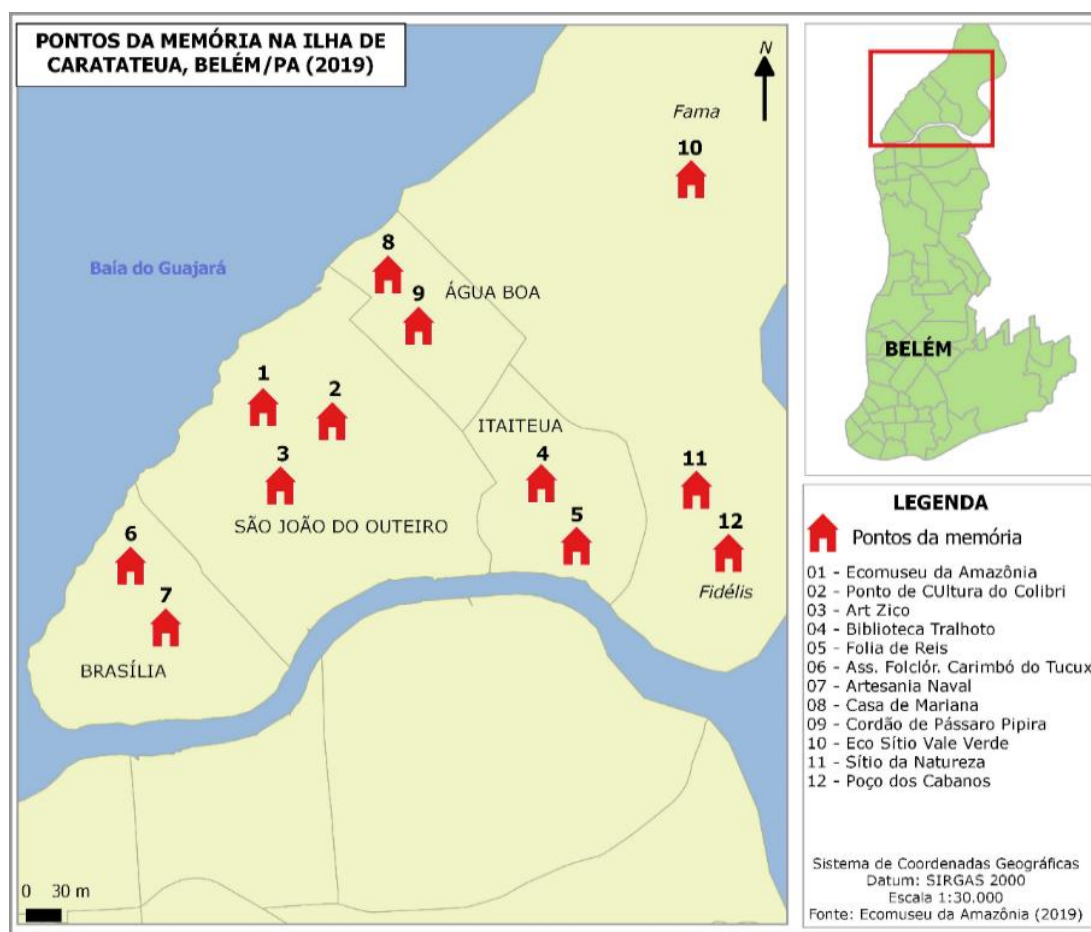 PONTOS DA MEMÓRIA NA ILHA DE
CARATATEUA, BELÉM/PA (2019)
N
Fama
10
8
Baía do Guajará
9
ÁGUA BOA
1
2
ITAITEUA
3
4
11
SÃO JOÃO DO OUTEIRO
5
12
6
7
Fidélis
BRASÍLIA
0 30 m
BELÉM
LEGENDA
Pontos da memória
01 - Ecomuseu da Amazônia
02 - Ponto de CUltura do Colibri
03 - Art Zico
04 - Biblioteca Tralhoto
05 - Folia de Reis
06 - Ass. Folclór. Carimbó do Tucux
07 - Artesania Naval
08 - Casa de Mariana
09 - Cordão de Pássaro Pipira
10 - Eco Sítio Vale Verde
11 - Sítio da Natureza
12 - Poço dos Cabanos
Sistema de Coordenadas Geográficas
Datum: SIRGAS 2000
Escala 1:30.000
Fonte: Ecomuseu da Amazônia (2019)